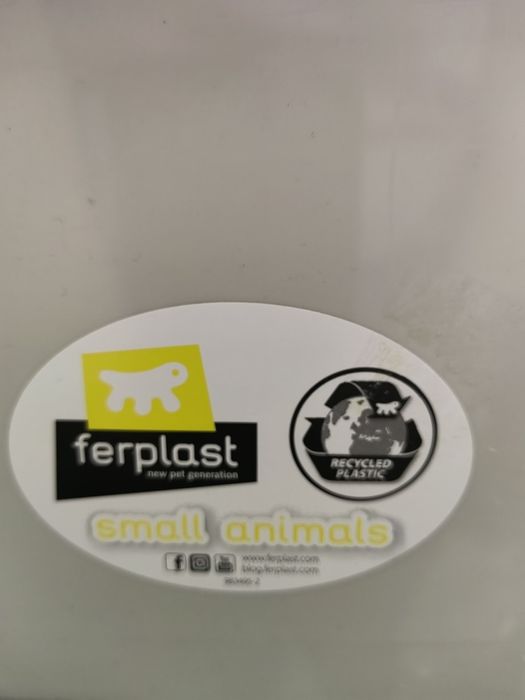 ferplast
new pet generation
RECYCLED
PLASTIC
small animals
www.ferplast.com
blog.ferplast.com